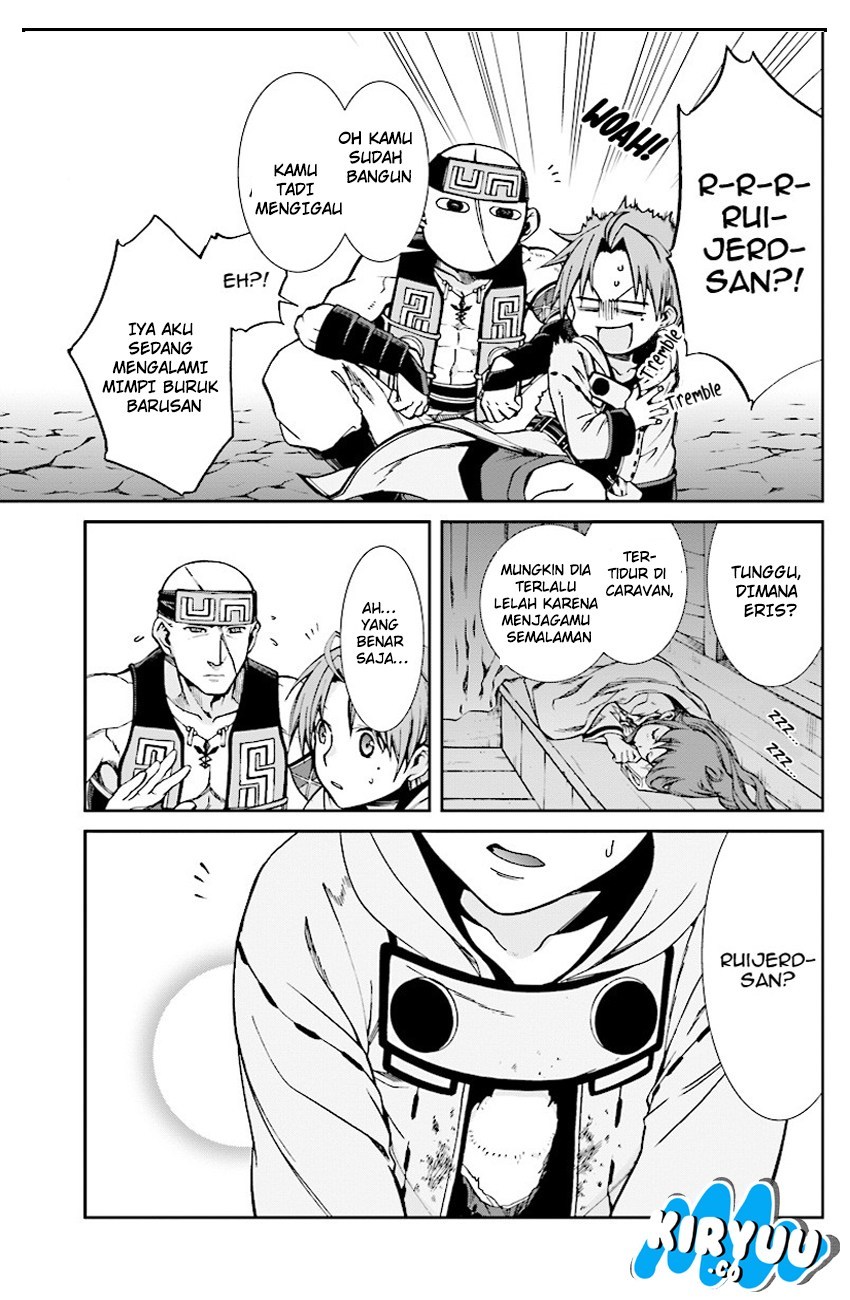 WOAH!
R-R-R-
RUI-
JERD-
SAN?!
OH KAMU
SUDAH
BANGUN
KAMU
TADI
MENGIGAU
Tremble
Tremble
EH?!
IYA AKU
SEDANG
MENGALAMI
MIMPI BURUK
BARUSAN
TUNGGU,
DIMANA
ERIS?
TER-
TIDUR DI
CARAVAN,
MUNGKIN DIA
TERLALU
LELAH KARENA
MENJAGAMU
SEMALAMAN
ZZZ...
ZZZ...
AH...
YANG
BENAR
SAJA...
RUIJERD-
SAN?
KIRYUU
.CO